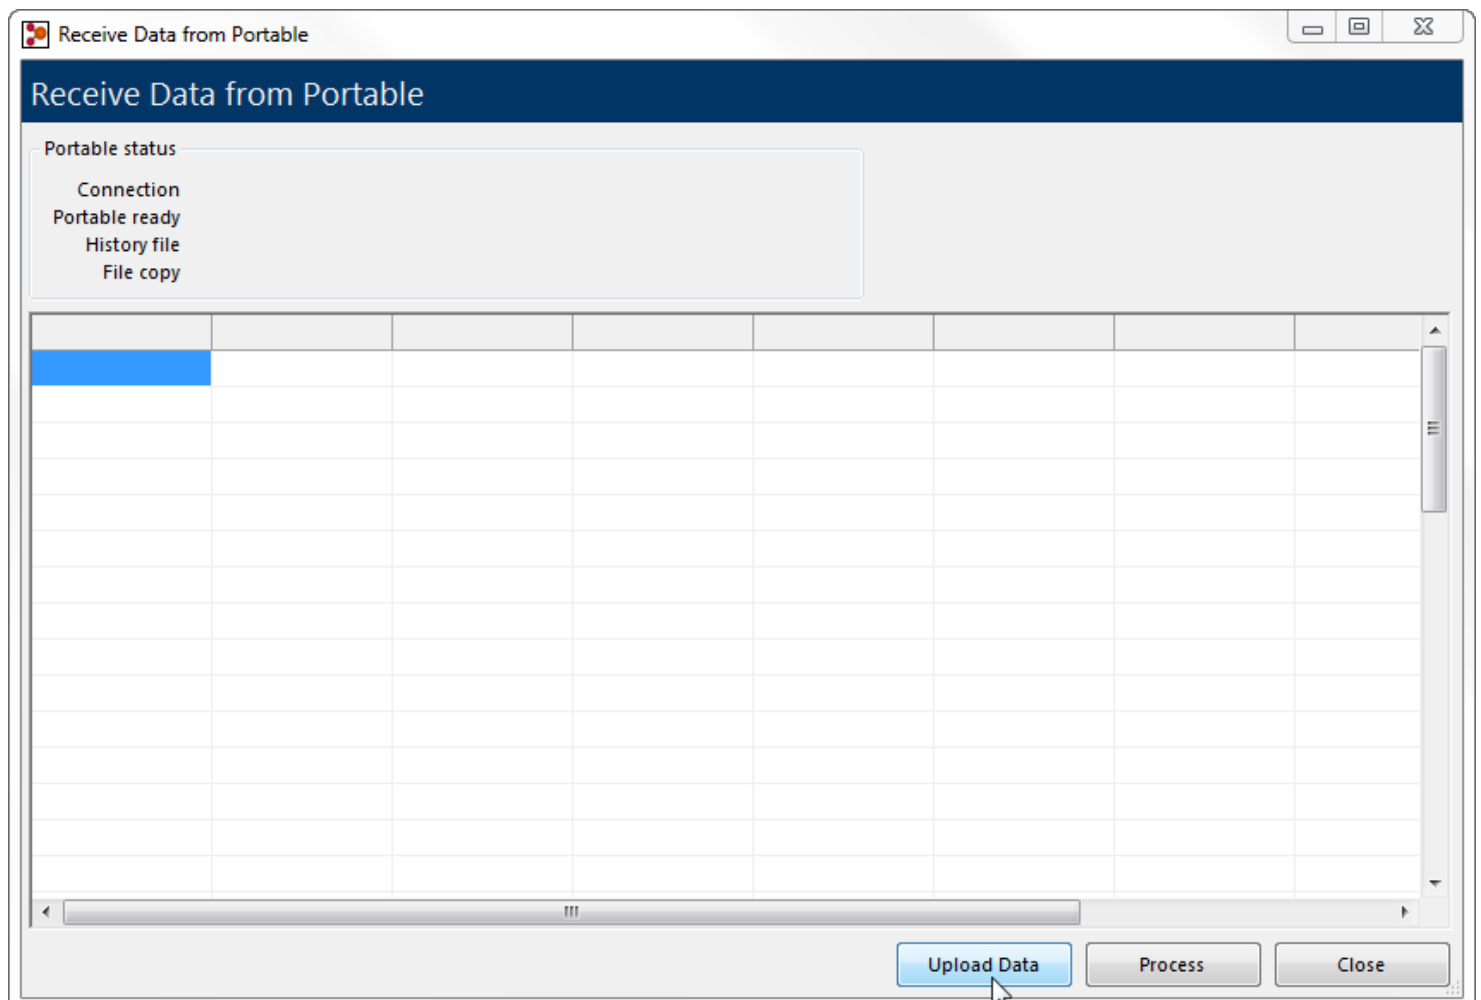 Receive Data from Portable
Receive Data from Portable
Portable status
Connection
Portable ready
History file
File copy
Upload Data
Process
Close